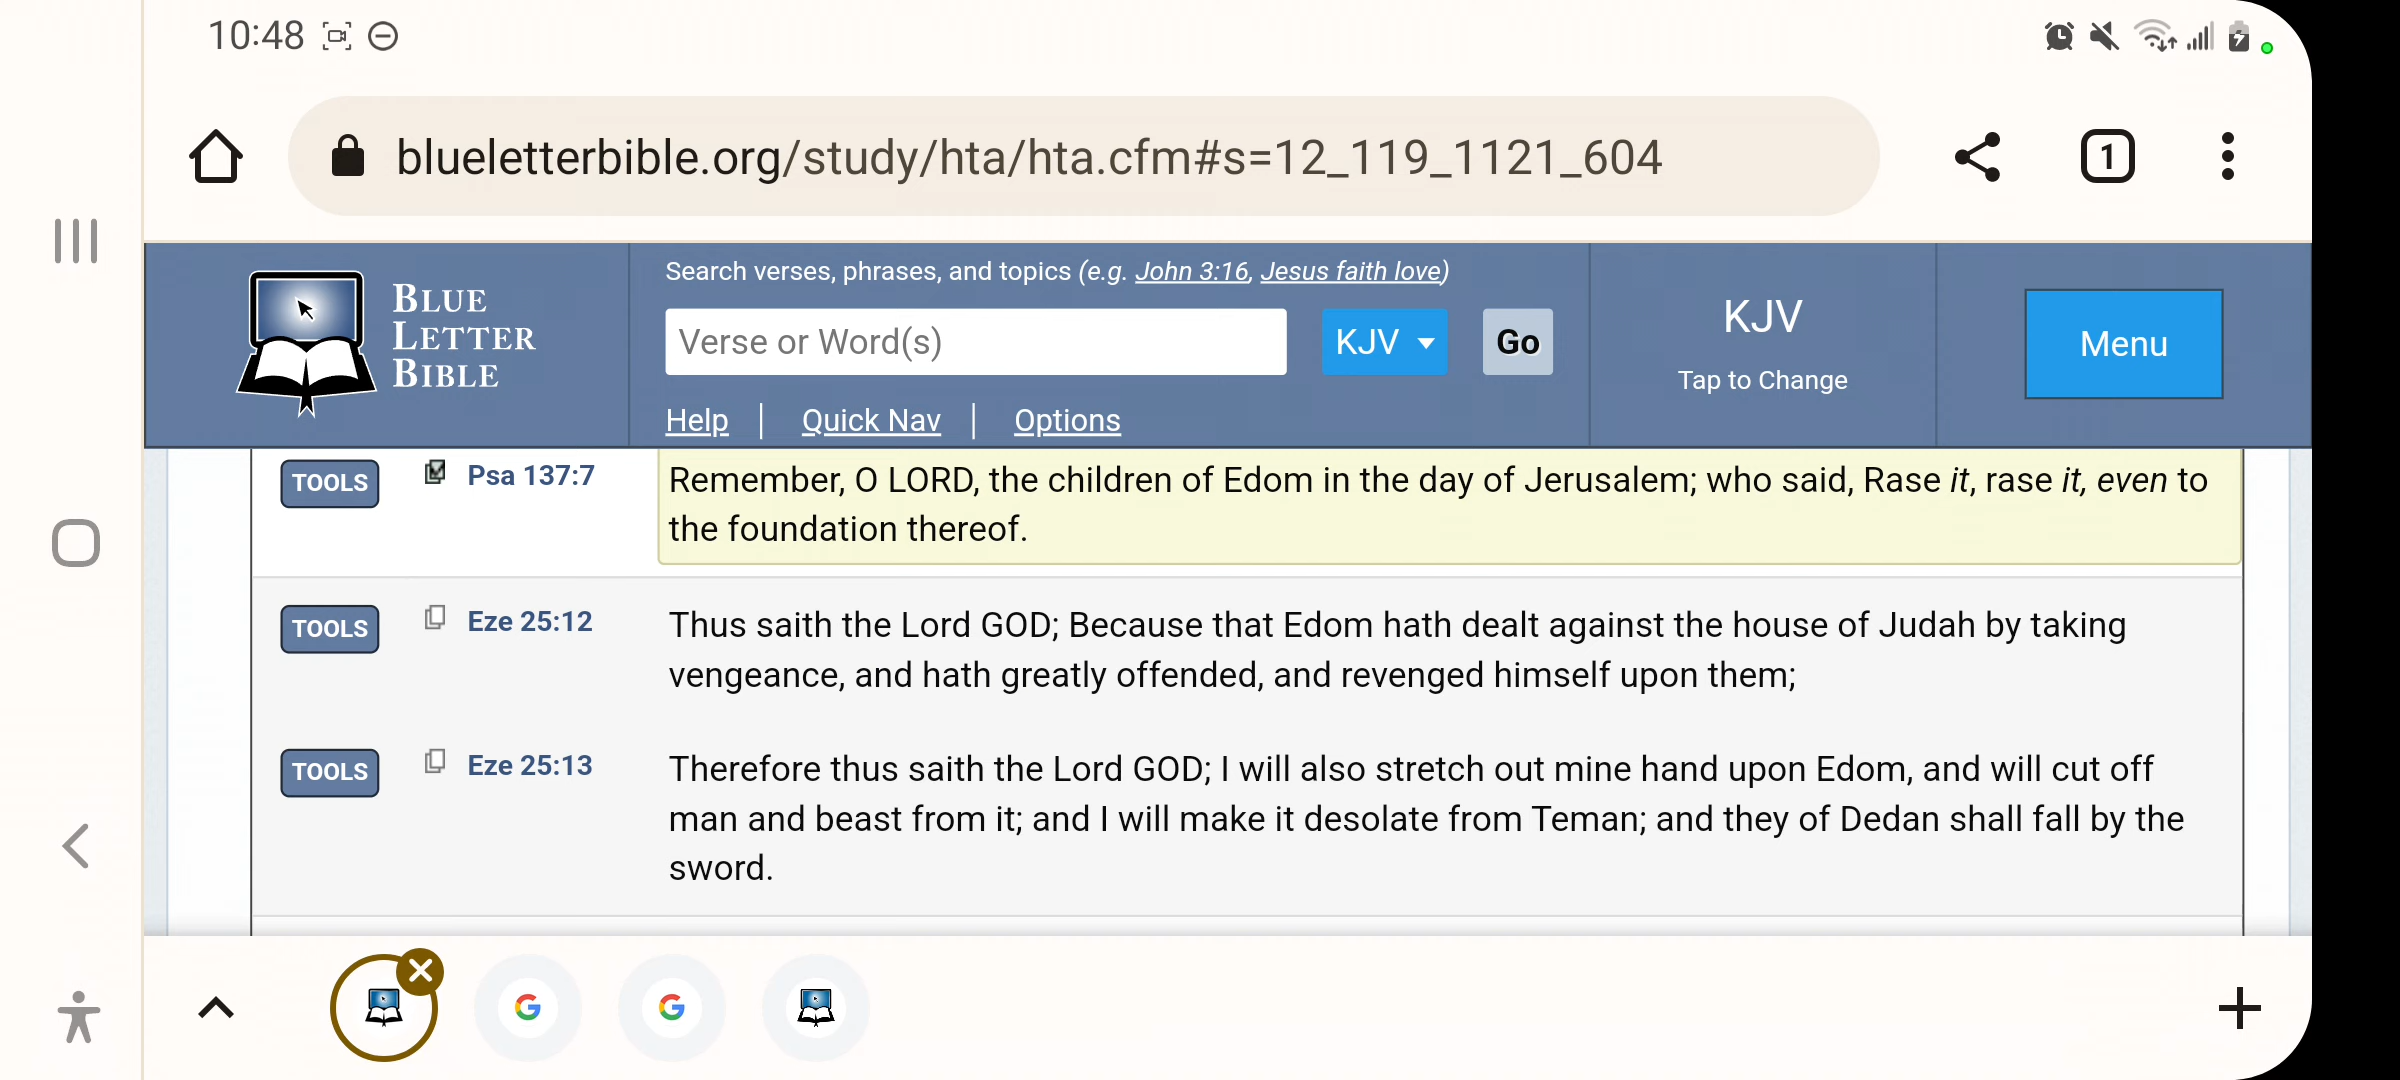 10:48
blueletterbible.org/study/hta/hta.cfm#s=12_119_1121_604
1
BLUE
LETTER
BIBLE
Search verses, phrases, and topics (e.g. John 3:16, Jesus faith love)
Verse or Word(s)
KJV
Go
Help | Quick Nav | Options
KJV
Tap to Change
Menu
TOOLS
Psa 137:7
Remember, O LORD, the children of Edom in the day of Jerusalem; who said, Rase it, rase it, even to
the foundation thereof.
TOOLS
Eze 25:12
Thus saith the Lord GOD; Because that Edom hath dealt against the house of Judah by taking
vengeance, and hath greatly offended, and revenged himself upon them;
TOOLS
Eze 25:13
Therefore thus saith the Lord GOD; I will also stretch out mine hand upon Edom, and will cut off
man and beast from it; and I will make it desolate from Teman; and they of Dedan shall fall by the
sword.